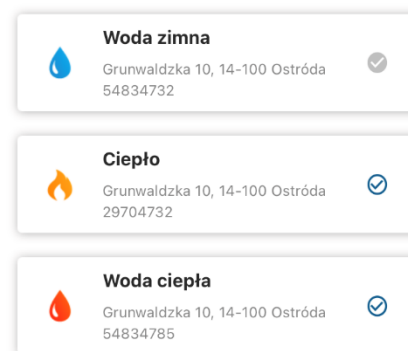 Woda zimna
Grunwaldzka 10, 14-100 Ostróda
54834732
Ciepło
Grunwaldzka 10, 14-100 Ostróda
29704732
Woda ciepła
Grunwaldzka 10, 14-100 Ostróda
54834785